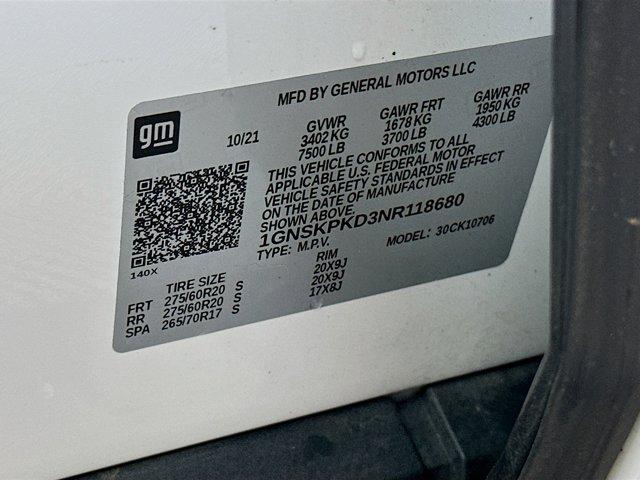 MFD BY GENERAL MOTORS LLC
gm
10/21 GVWR GAWR FRT GAWR RR
3402 KG 1678 KG 1950 KG
7500 LB 3700 LB 4300 LB
THIS VEHICLE CONFORMS TO ALL
APPLICABLE U.S. FEDERAL MOTOR
VEHICLE SAFETY STANDARDS IN EFFECT
ON THE DATE OF MANUFACTURE
SHOWN ABOVE.
1GNSKPKD3NR118680
TYPE: M.P.V. MODEL: 30CK10706
140X
TIRE SIZE RIM
FRT 275/60R20 S 20X9J
RR 275/60R20 S 20X9J
SPA 265/70R17 S 17X8J